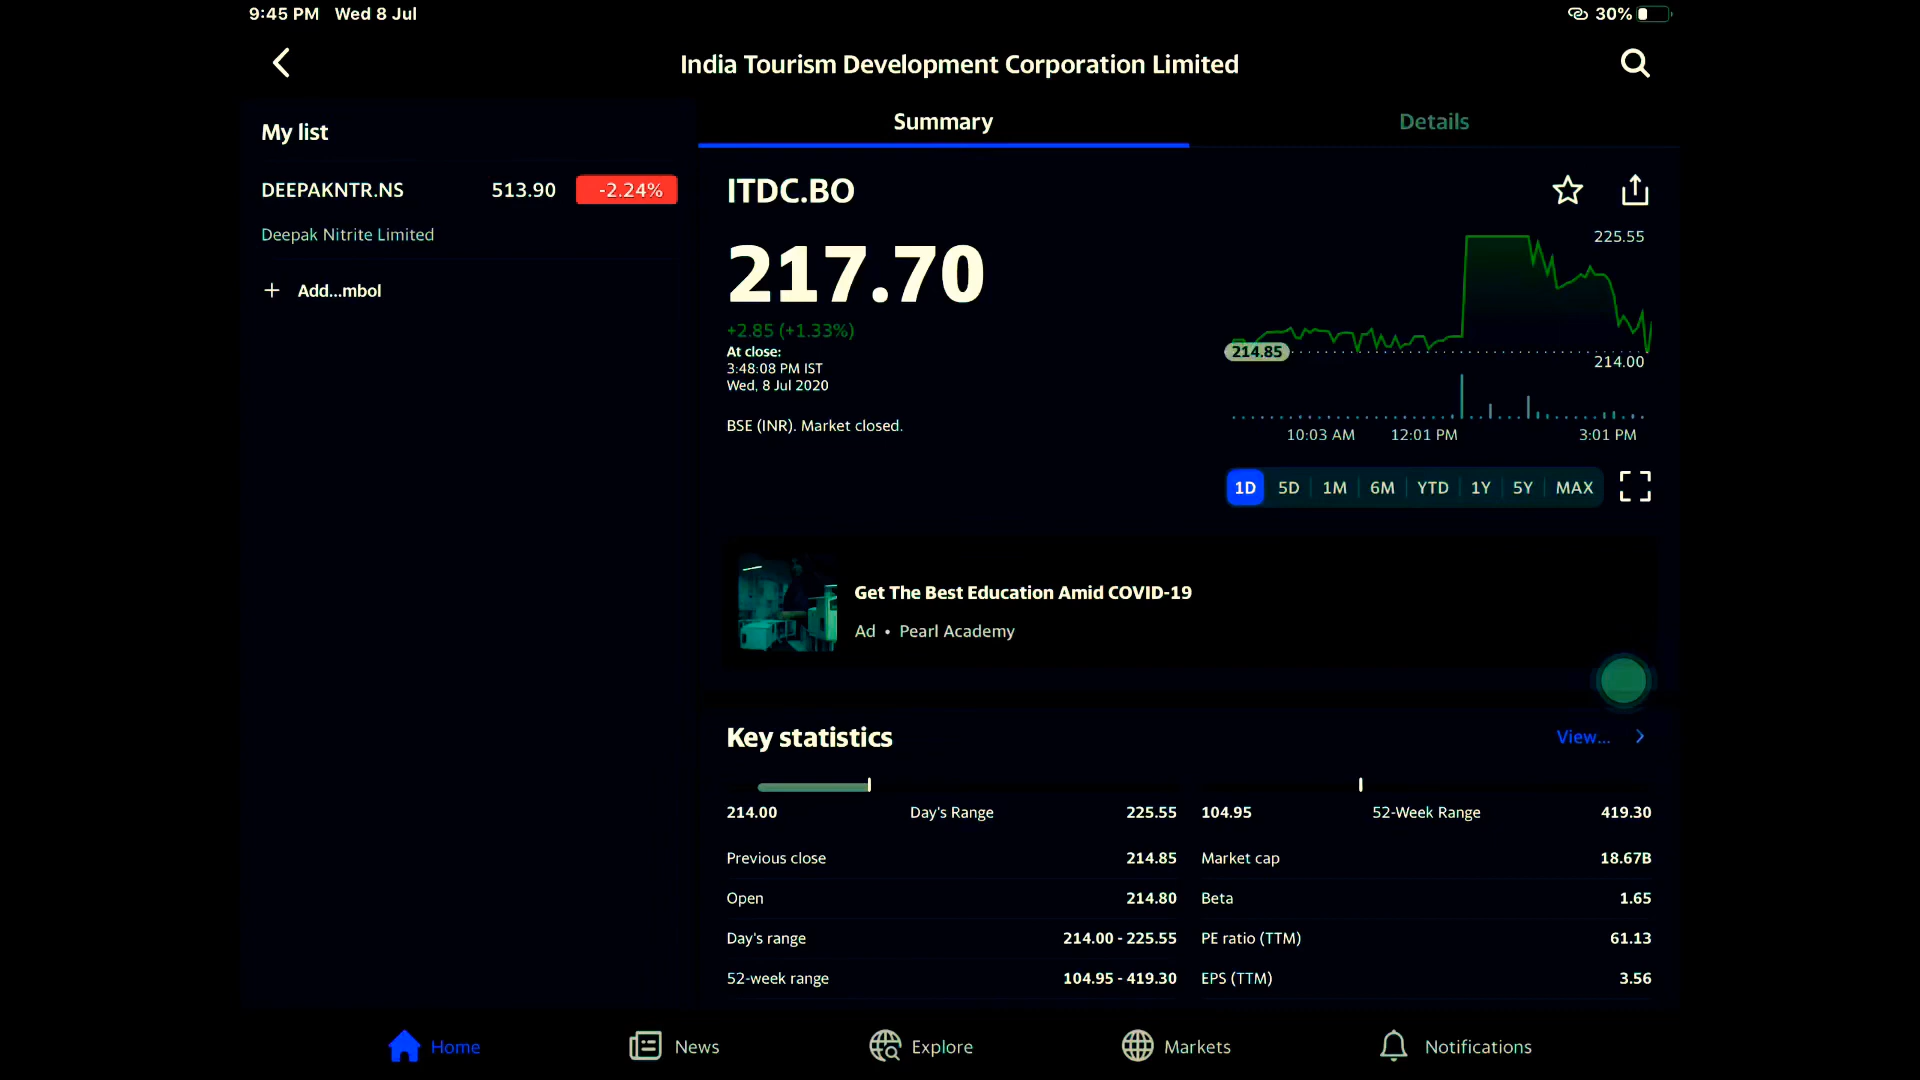 9:45 PM Wed 8 Jul
30%
India Tourism Development Corporation Limited
My list
DEEPAKNTR.NS 513.90 -2.24%
Deepak Nitrite Limited
+ Add...mbol
Summary Details
ITDC.BO
217.70
+2.85 (+1.33%)
At close:
3:48:08 PM IST
Wed, 8 Jul 2020
BSE (INR). Market closed.
225.55
214.85
214.00
10:03 AM 12:01 PM 3:01 PM
1D 5D 1M 6M YTD 1Y 5Y MAX
Get The Best Education Amid COVID-19
Ad • Pearl Academy
Key statistics View...
214.00 Day's Range 225.55 104.95 52-Week Range 419.30
Previous close 214.85 Market cap 18.67B
Open 214.80 Beta 1.65
Day's range 214.00 - 225.55 PE ratio (TTM) 61.13
52-week range 104.95 - 419.30 EPS (TTM) 3.56
Home News Explore Markets Notifications